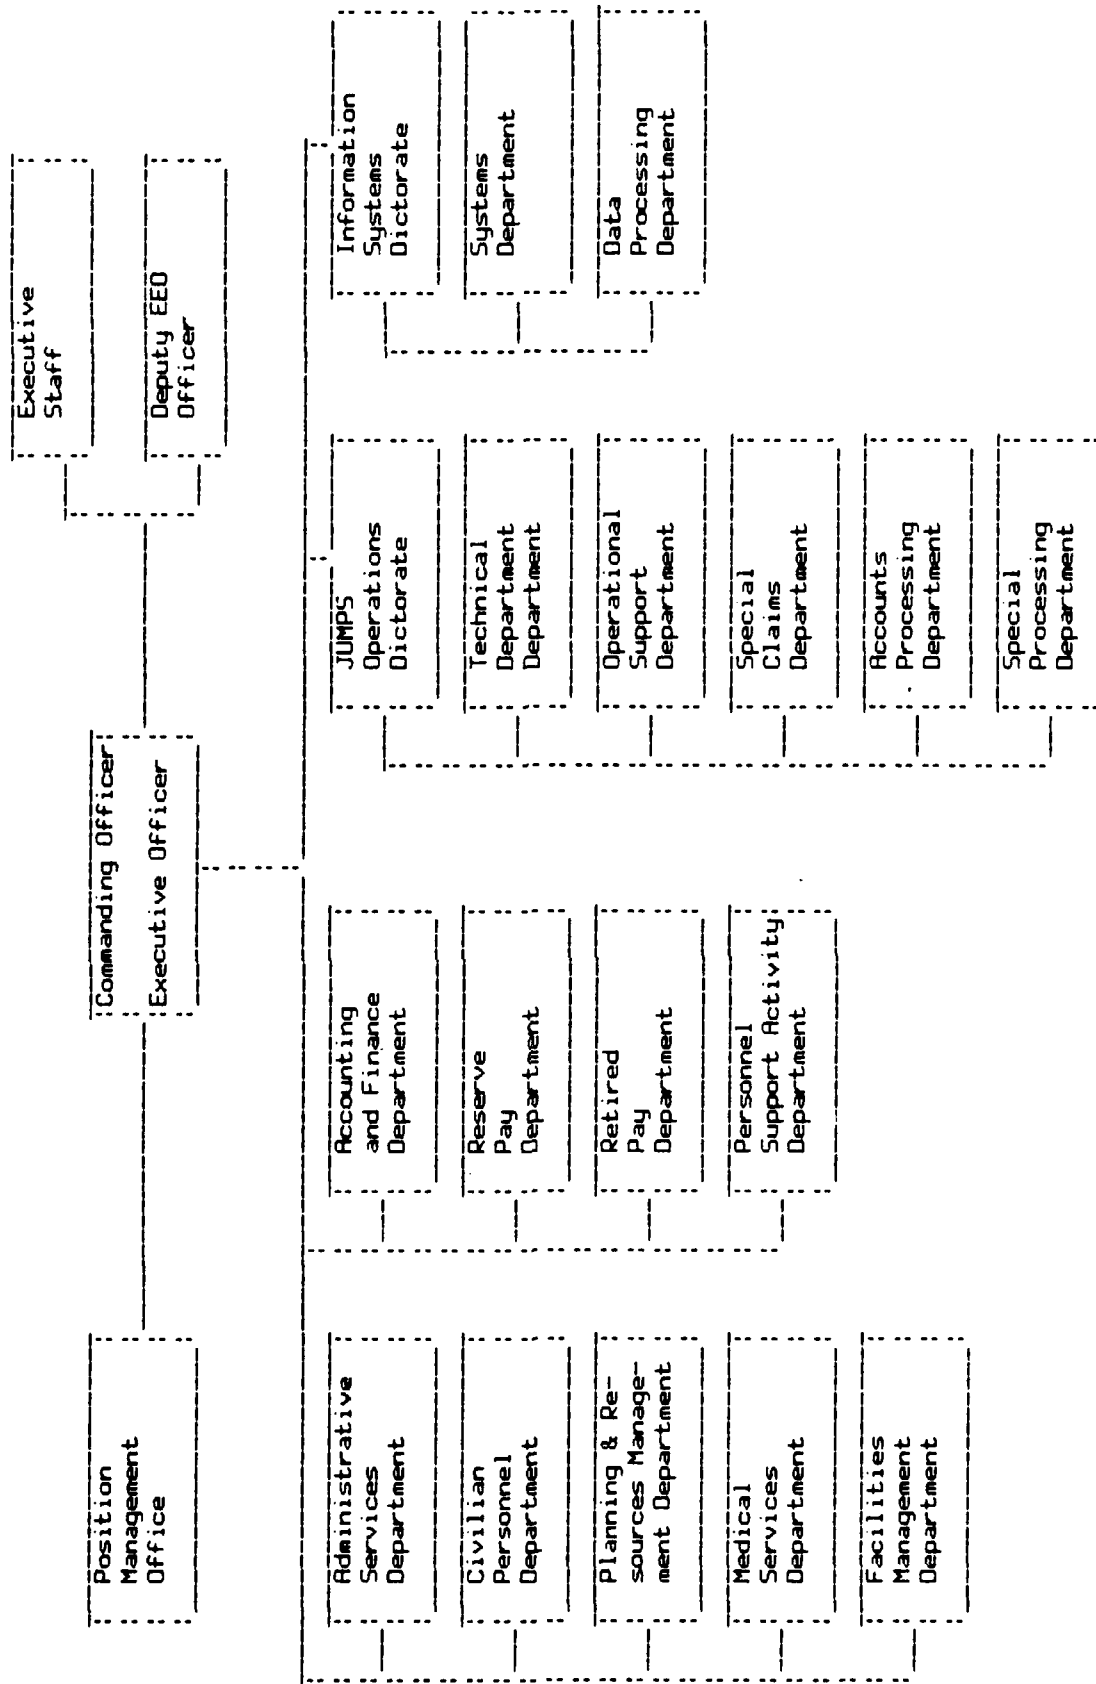 Executive
Staff
Deputy EEO
Officer
Commanding Officer
Executive Officer
Position
Management
Office
Administrative
Services
Department
Civilian
Personnel
Department
Planning & Re-
sources Manage-
ment Department
Medical
Services
Department
Facilities
Management
Department
Accounting
and Finance
Department
Reserve
Pay
Department
Retired
Pay
Department
Personnel
Support Activity
Department
JUMPS
Operations
Dictorate
Technical
Department
Department
Operational
Support
Department
Special
Claims
Department
Accounts
Processing
Department
Special
Processing
Department
Information
Systems
Dictorate
Systems
Department
Data
Processing
Department